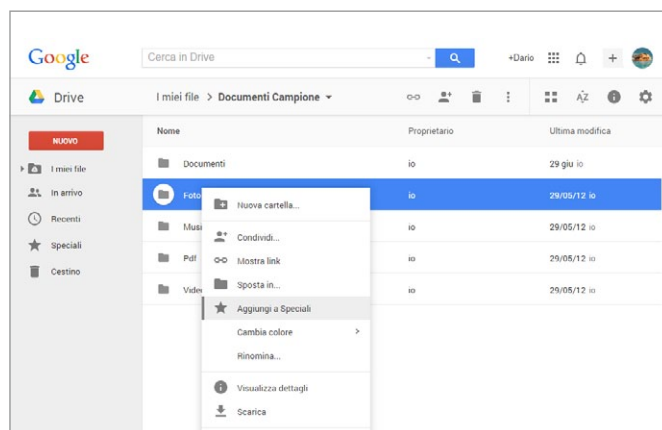 Google Cerca in Drive +Dario
Drive I miei file > Documenti Campione AZ
NUOVO Nome Proprietario Ultima modifica
I miei file Documenti io 29 giu io
In arrivo Foto io 29/05/12 io
Nuova cartella...
Recenti Musi io 29/05/12 io
Condividi...
Speciali Pdf Mostra link io 29/05/12 io
Cestino Video Sposta in... io 29/05/12 io
Aggiungi a Speciali
Cambia colore >
Rinomina...
Visualizza dettagli
Scarica